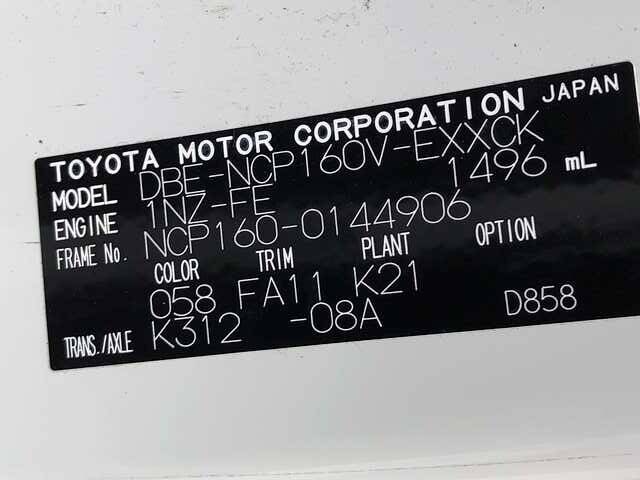 TOYOTA MOTOR CORPORATION JAPAN
MODEL DBE-NCP160V-EXXCK
ENGINE 1NZ-FE 1496 mL
FRAME No. NCP160-0144906
COLOR TRIM PLANT OPTION
058 FA11 K21
TRANS./AXLE K312 -08A D858